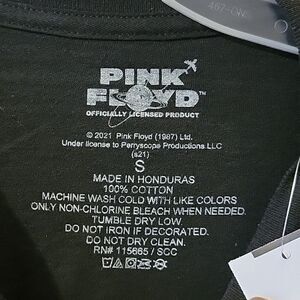 PINK
FLOYD™
OFFICIALLY LICENSED PRODUCT
© 2021 Pink Floyd (1987) Ltd.
Under license to Perryscope Productions LLC
(s21)
S
MADE IN HONDURAS
100% COTTON
MACHINE WASH COLD WITH LIKE COLORS
ONLY NON-CHLORINE BLEACH WHEN NEEDED.
TUMBLE DRY LOW
DO NOT IRON IF DECORATED.
DO NOT DRY CLEAN.
RN# 115665 / SCC